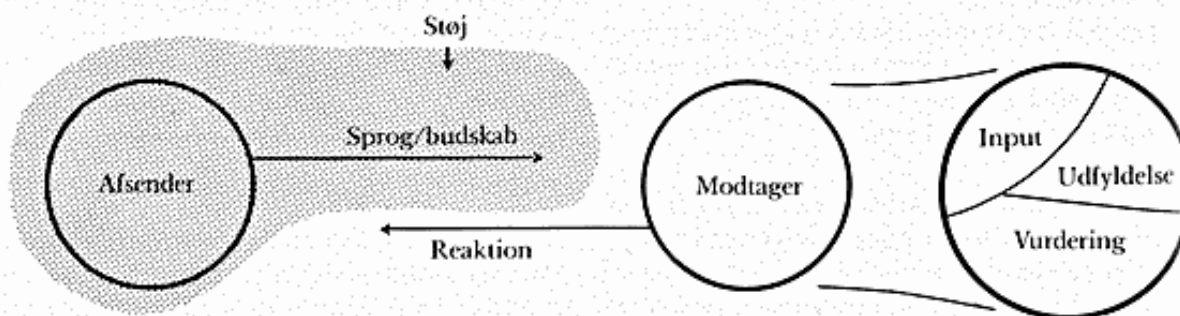 Støj
Sprog/budskab
Afsender
Modtager
Reaktion
Input
Udfyldelse
Vurdering